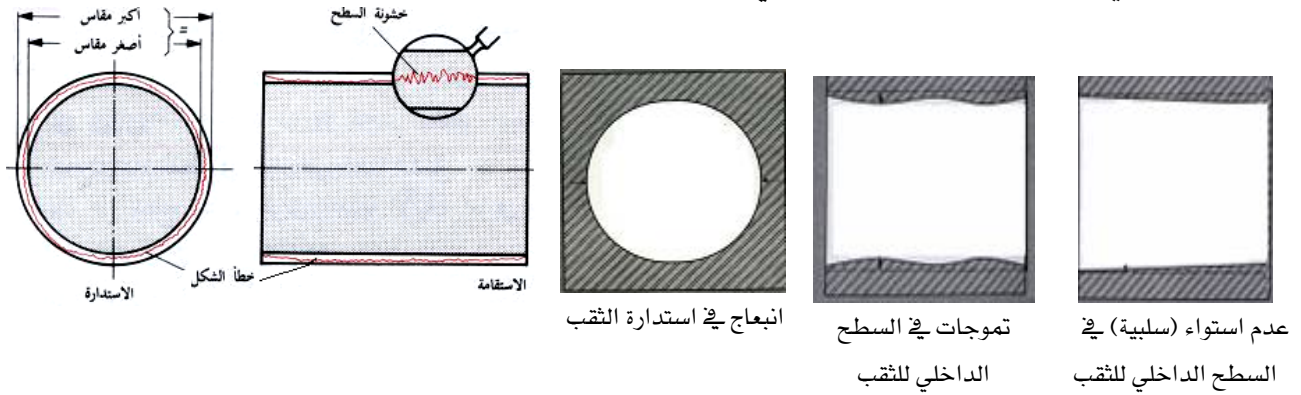 أكبر مقاس
أصغر مقاس
=
خشونة السطح
خطأ الشكل
الاستدارة
الاستقامة
انبعاج في استدارة الثقب
تموجات في السطح
الداخلي للثقب
عدم استواء (سلبية) في
السطح الداخلي للثقب